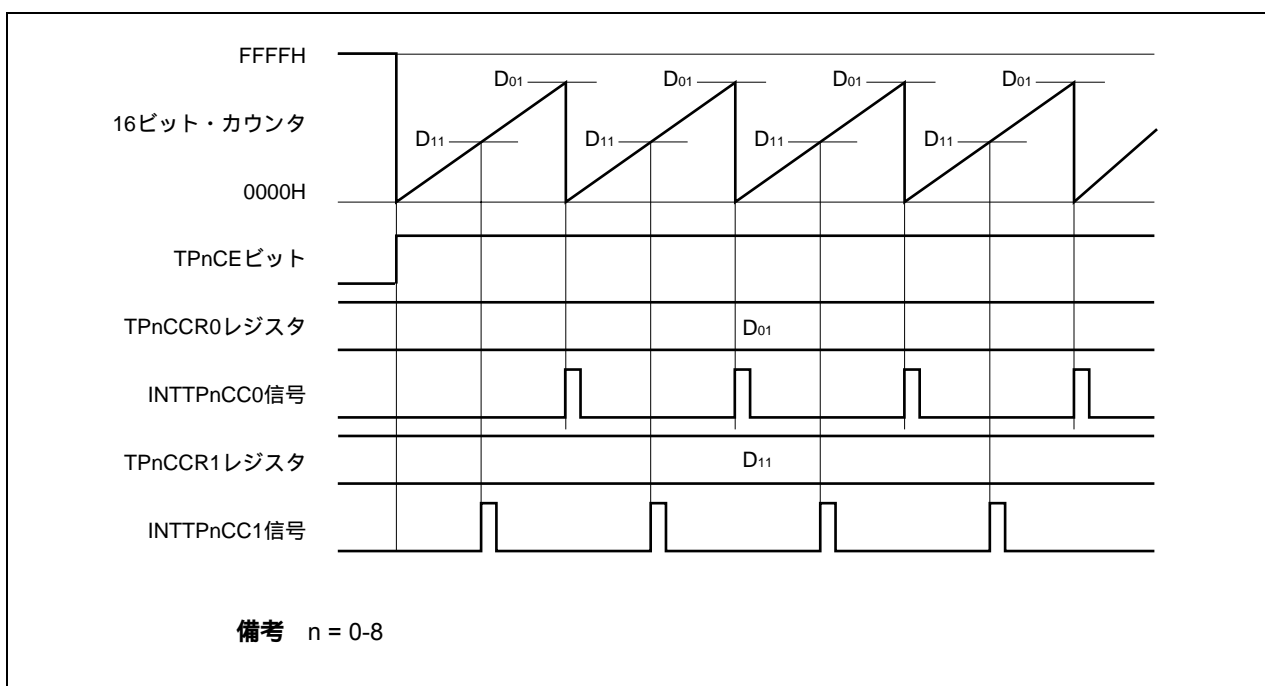 FFFFH
D01 D01 D01 D01
16ビット・カウンタ
D11 D11 D11 D11
0000H
TPnCEビット
TPnCCR0レジスタ D01
INTTPnCC0信号
TPnCCR1レジスタ D11
INTTPnCC1信号
備考 n = 0-8